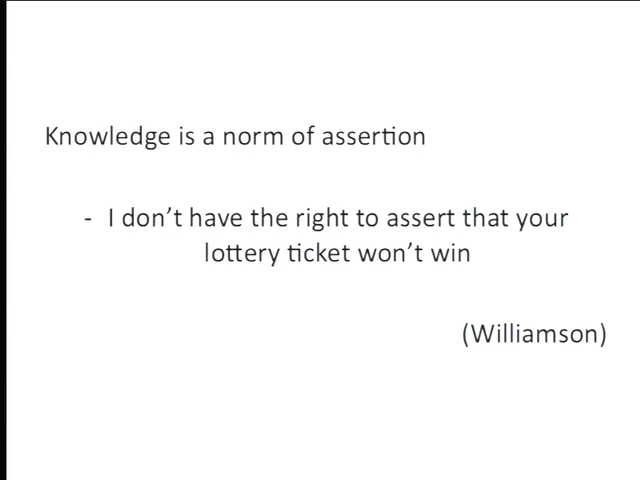 Knowledge is a norm of assertion
- I don't have the right to assert that your
lottery ticket won't win
(Williamson)